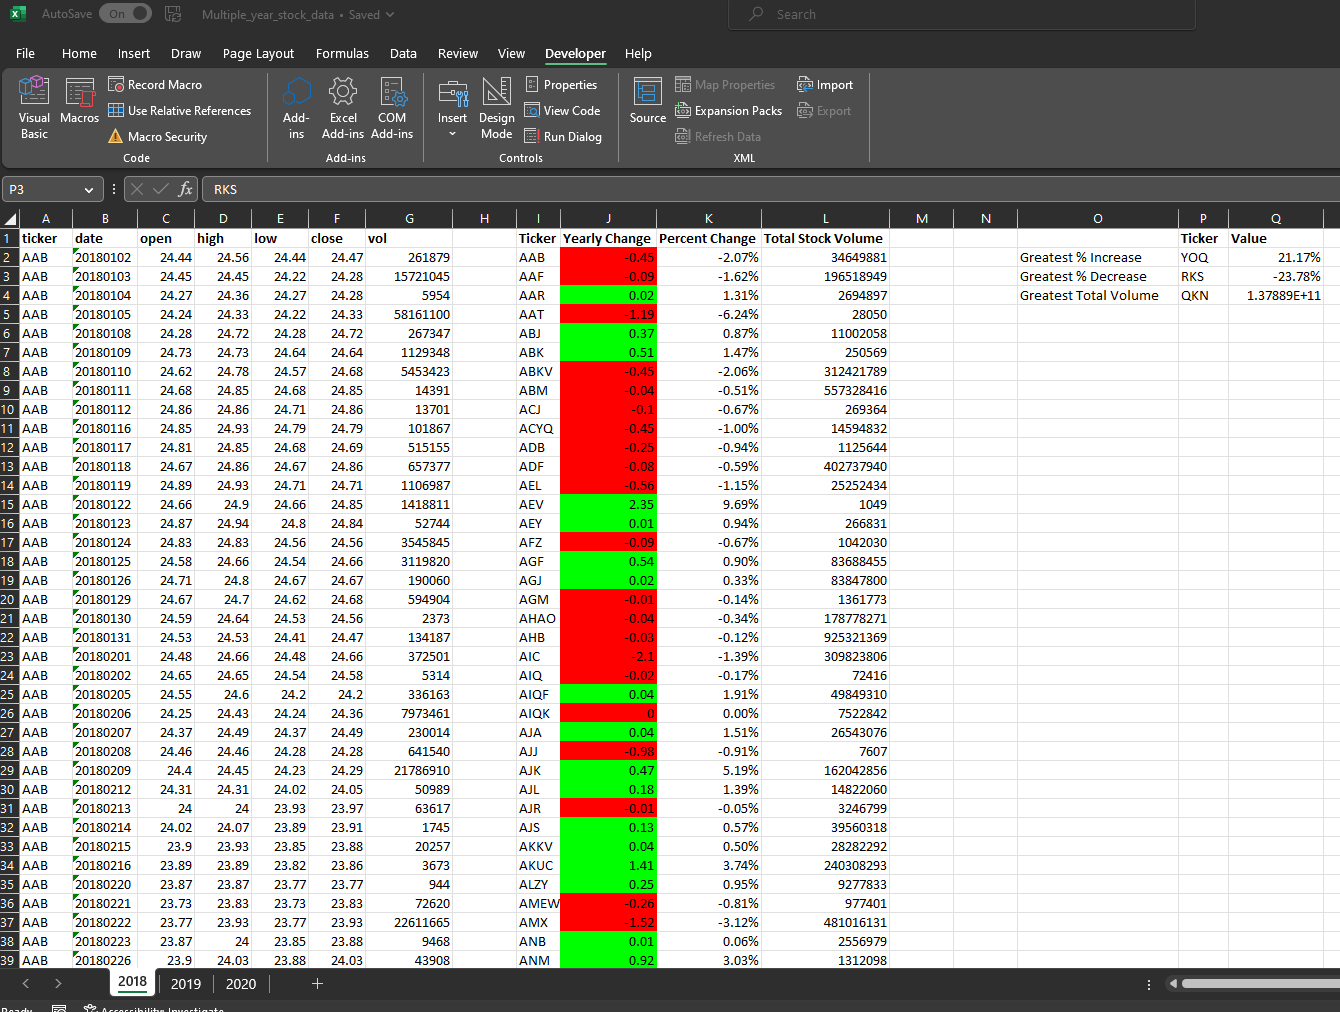 AutoSave On Multiple_year_stock_data • Saved Search
File Home Insert Draw Page Layout Formulas Data Review View Developer Help
Visual Basic
Macros
Record Macro
Use Relative References
Macro Security
Code
Add-ins
Excel Add-ins
COM Add-ins
Add-ins
Insert
Design Mode
Properties
View Code
Run Dialog
Controls
Source
Map Properties
Expansion Packs
Refresh Data
Import
Export
XML
P3 fx RKS
A B C D E F G H I J K L M N O P Q
1 ticker date open high low close vol Ticker Yearly Change Percent Change Total Stock Volume Ticker Value
2 AAB 20180102 24.44 24.56 24.44 24.47 261879 AAB -0.45 -2.07% 34649881 Greatest % Increase YOQ 21.17%
3 AAB 20180103 24.45 24.45 24.22 24.28 15721045 AAF -0.09 -1.62% 196518949 Greatest % Decrease RKS -23.78%
4 AAB 20180104 24.27 24.36 24.27 24.28 5954 AAR 0.02 1.31% 2694897 Greatest Total Volume QKN 1.37889E+11
5 AAB 20180105 24.24 24.33 24.22 24.33 58161100 AAT -1.19 -6.24% 28050
6 AAB 20180108 24.28 24.72 24.28 24.72 267347 ABJ 0.37 0.87% 11002058
7 AAB 20180109 24.73 24.73 24.64 24.64 1129348 ABK 0.51 1.47% 250569
8 AAB 20180110 24.62 24.78 24.57 24.68 5453423 ABKV -0.45 -2.06% 312421789
9 AAB 20180111 24.68 24.85 24.68 24.85 14391 ABM -0.04 -0.51% 557328416
10 AAB 20180112 24.86 24.86 24.71 24.86 13701 ACJ -0.1 -0.67% 269364
11 AAB 20180116 24.85 24.93 24.79 24.79 101867 ACYQ -0.45 -1.00% 14594832
12 AAB 20180117 24.81 24.85 24.68 24.69 515155 ADB -0.25 -0.94% 1125644
13 AAB 20180118 24.67 24.86 24.67 24.86 657377 ADF -0.08 -0.59% 402737940
14 AAB 20180119 24.89 24.93 24.71 24.71 1106987 AEL -0.56 -1.15% 25252434
15 AAB 20180122 24.66 24.9 24.66 24.85 1418811 AEV 2.35 9.69% 1049
16 AAB 20180123 24.87 24.94 24.8 24.84 52744 AEY 0.01 0.94% 266831
17 AAB 20180124 24.83 24.83 24.56 24.56 3545845 AFZ -0.09 -0.67% 1042030
18 AAB 20180125 24.58 24.66 24.54 24.66 3119820 AGF 0.54 0.90% 83688455
19 AAB 20180126 24.71 24.8 24.67 24.67 190060 AGJ 0.02 0.33% 83847800
20 AAB 20180129 24.67 24.7 24.62 24.68 594904 AGM -0.01 -0.14% 1361773
21 AAB 20180130 24.59 24.64 24.53 24.56 2373 AHAO -0.04 -0.34% 178778271
22 AAB 20180131 24.53 24.53 24.41 24.47 134187 AHB -0.03 -0.12% 925321369
23 AAB 20180201 24.48 24.66 24.48 24.66 372501 AIC -2.1 -1.39% 309823806
24 AAB 20180202 24.65 24.65 24.54 24.58 5314 AIQ -0.02 -0.17% 72416
25 AAB 20180205 24.55 24.6 24.2 24.2 336163 AIQF 0.04 1.91% 49849310
26 AAB 20180206 24.25 24.43 24.24 24.36 7973461 AIQK 0 0.00% 7522842
27 AAB 20180207 24.37 24.49 24.37 24.49 230014 AJA 0.04 1.51% 26543076
28 AAB 20180208 24.46 24.46 24.28 24.28 641540 AJJ -0.98 -0.91% 7607
29 AAB 20180209 24.4 24.45 24.23 24.29 21786910 AJK 0.47 5.19% 162042856
30 AAB 20180212 24.31 24.31 24.02 24.05 50989 AJL 0.18 1.39% 14822060
31 AAB 20180213 24 24 23.93 23.97 63617 AJR -0.01 -0.05% 3246799
32 AAB 20180214 24.02 24.07 23.89 23.91 1745 AJS 0.13 0.57% 39560318
33 AAB 20180215 23.9 23.93 23.85 23.88 20257 AKKV 0.04 0.50% 28282292
34 AAB 20180216 23.89 23.89 23.82 23.86 3673 AKUC 1.41 3.74% 240308293
35 AAB 20180220 23.87 23.87 23.77 23.77 944 ALZY 0.25 0.95% 9277833
36 AAB 20180221 23.73 23.83 23.73 23.83 72620 AMEW -0.26 -0.81% 977401
37 AAB 20180222 23.77 23.93 23.77 23.93 22611665 AMX -1.52 -3.12% 481016131
38 AAB 20180223 23.87 24 23.85 23.88 9468 ANB 0.01 0.06% 2556979
39 AAB 20180226 23.9 24.03 23.88 24.03 43908 ANM 0.92 3.03% 1312098
2018 2019 2020 +
Ready Accessibility: Investigate